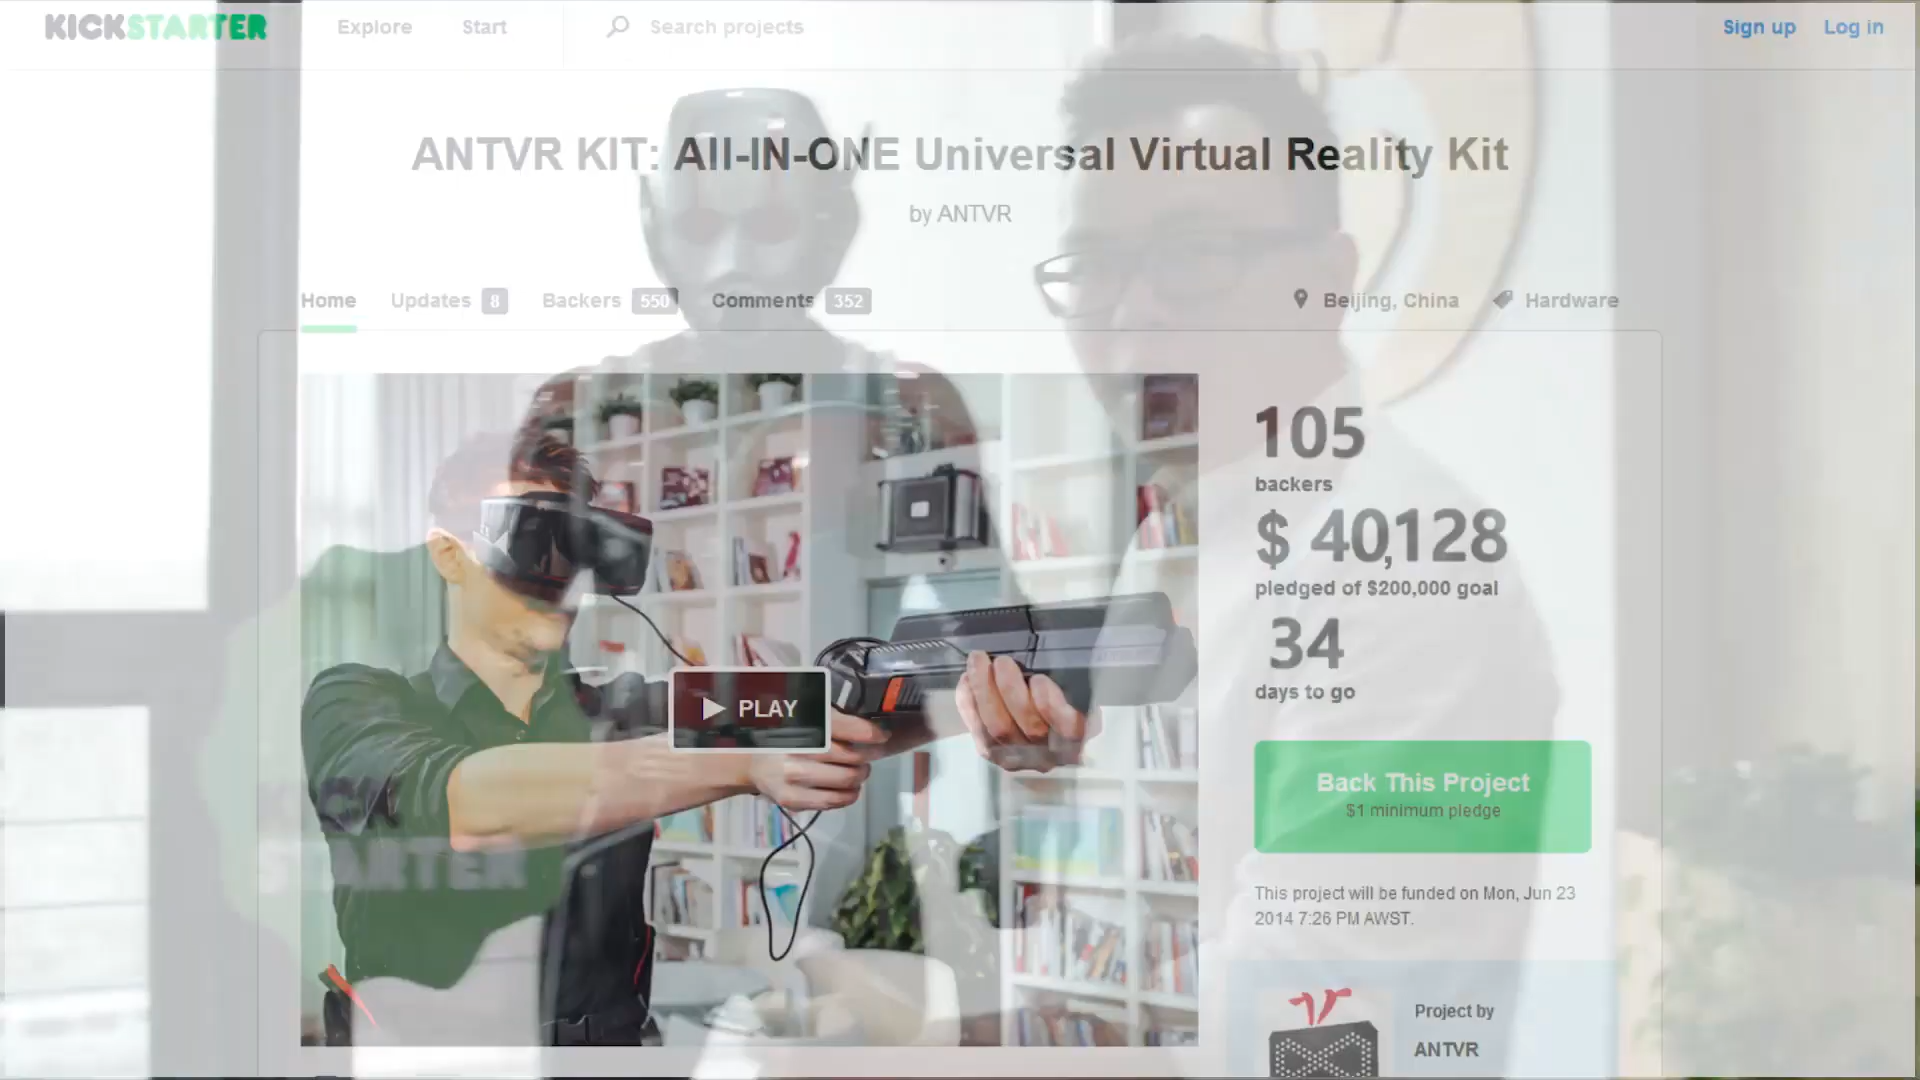 KICKSTARTER Explore Start Search projects Sign up Log in
ANTVR KIT: All-IN-ONE Universal Virtual Reality Kit
by ANTVR
Home Updates 8 Backers 550 Comments 352 Beijing, China Hardware
105
backers
$ 40,128
pledged of $200,000 goal
34
days to go
PLAY
Back This Project
$1 minimum pledge
KICK
STARTER
This project will be funded on Mon, Jun 23
2014 7:26 PM AWST.
Project by
ANTVR